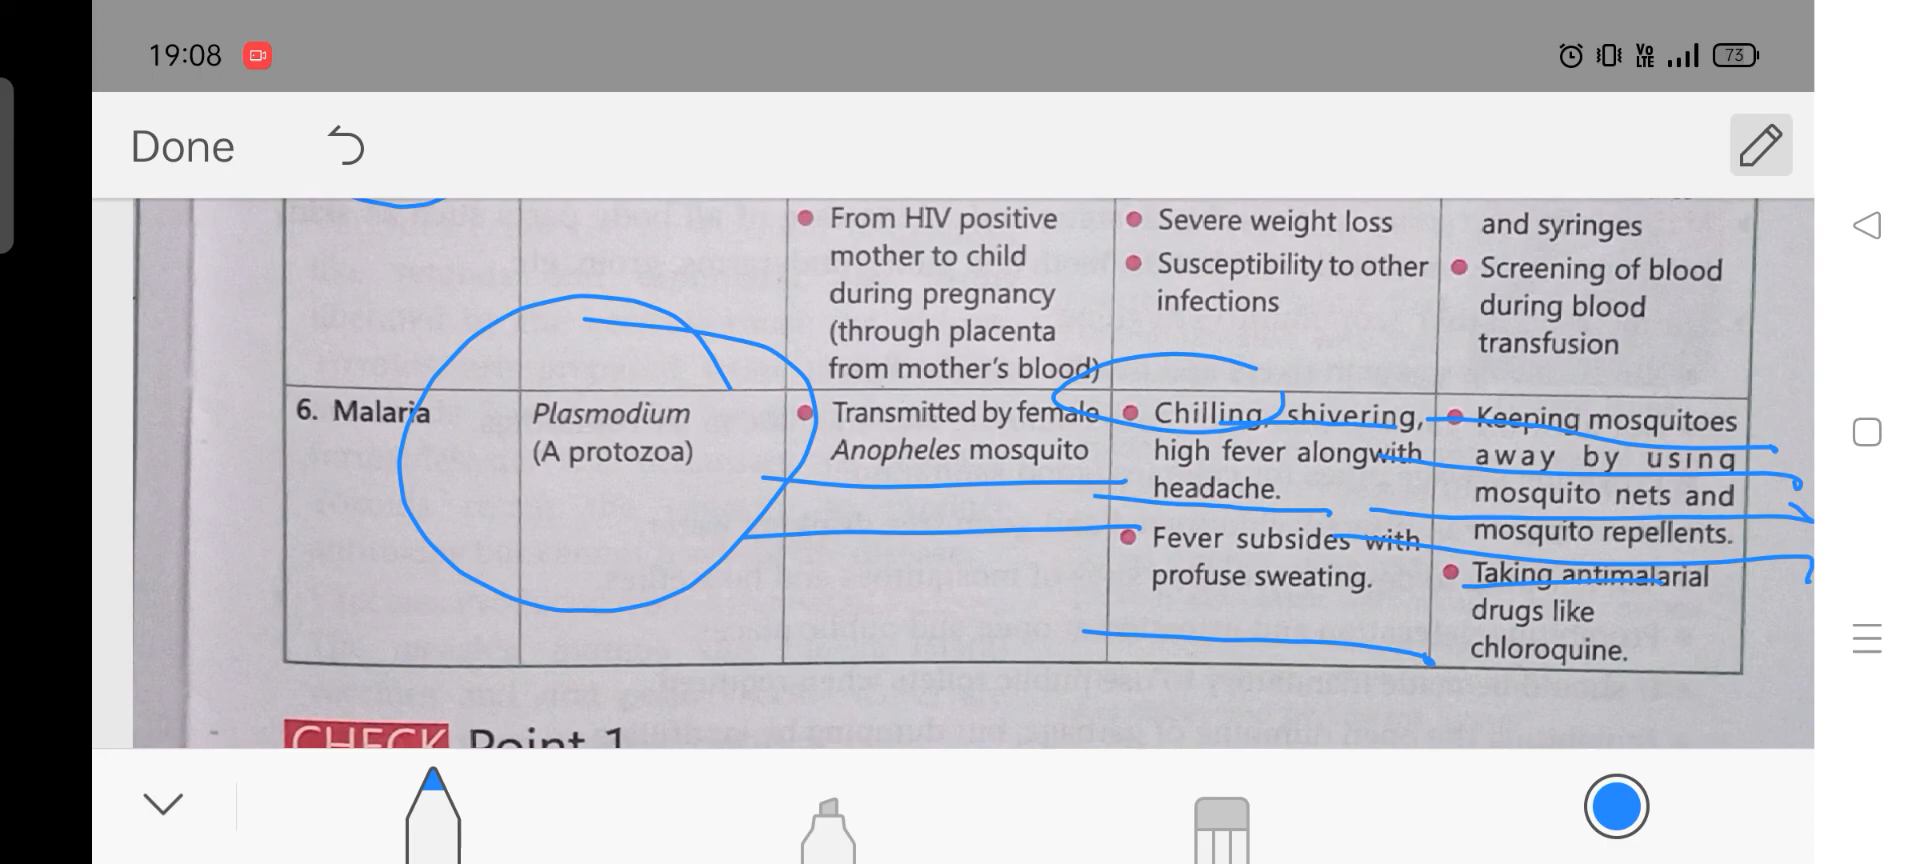 19:08
Vo
LTE
73
Done
From HIV positive
mother to child
during pregnancy
(through placenta
from mother's blood)
Severe weight loss
Susceptibility to other
infections
and syringes
Screening of blood
during blood
transfusion
6. Malaria
Plasmodium
(A protozoa)
Transmitted by female
Anopheles mosquito
Chilling, shivering,
high fever alongwith
headache.
Fever subsides with
profuse sweating.
Keeping mosquitoes
away by using
mosquito nets and
mosquito repellents.
Taking antimalarial
drugs like
chloroquine.
CHECK Point 1